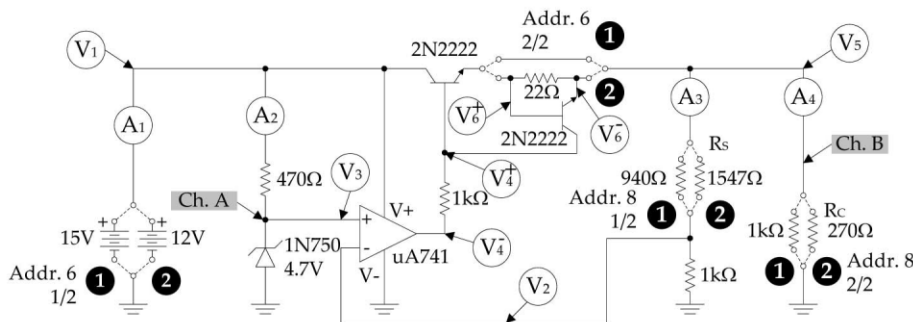 V1
2N2222
Addr. 6
2/2
1
V5
A1
A2
22Ω
2
A3
A4
V6+
V6-
2N2222
RS
Ch. B
470Ω
V3
V4+
940Ω
1547Ω
Ch. A
1kΩ
Addr. 8
1/2
1
2
15V
12V
+
+
+
V+
1N750
4.7V
-
V-
uA741
V4-
1kΩ
RC
270Ω
Addr. 6
1/2
1
2
1kΩ
1
2
Addr. 8
2/2
V2